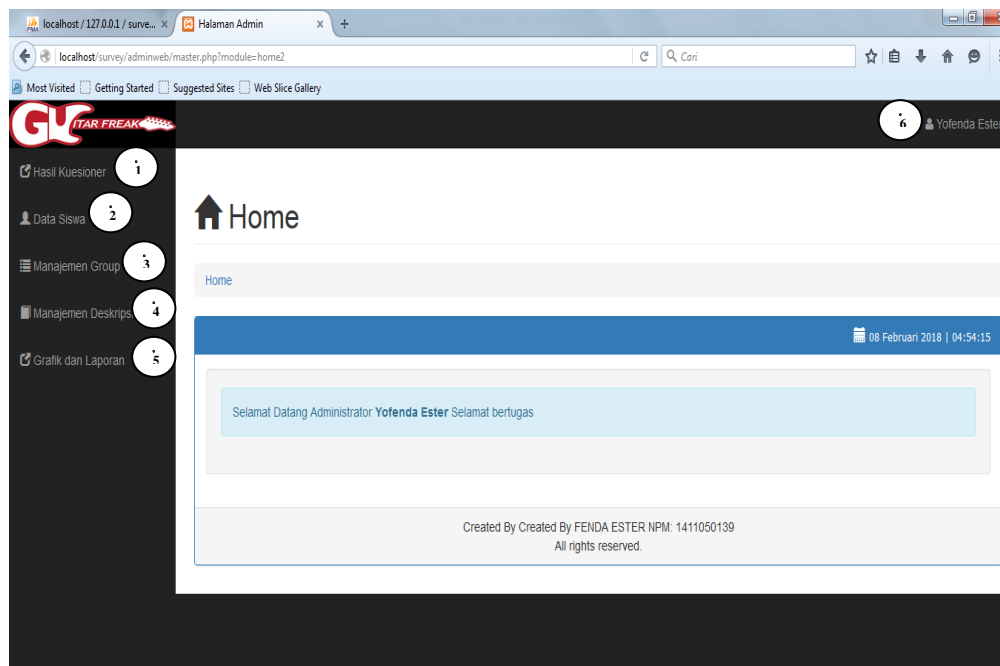 localhost / 127.0.0.1 / surve... × Halaman Admin × +
localhost/survey/adminweb/master.php?module=home2 Cari
Most Visited Getting Started Suggested Sites Web Slice Gallery
GUITAR FREAK
6 Yofenda Ester
Hasil Kuesioner 1
Data Siswa 2
Manajemen Group 3
Manajemen Deskrips 4
Grafik dan Laporan 5
Home
Home
08 Februari 2018 | 04:54:15
Selamat Datang Administrator Yofenda Ester Selamat bertugas
Created By Created By FENDA ESTER NPM: 1411050139
All rights reserved.